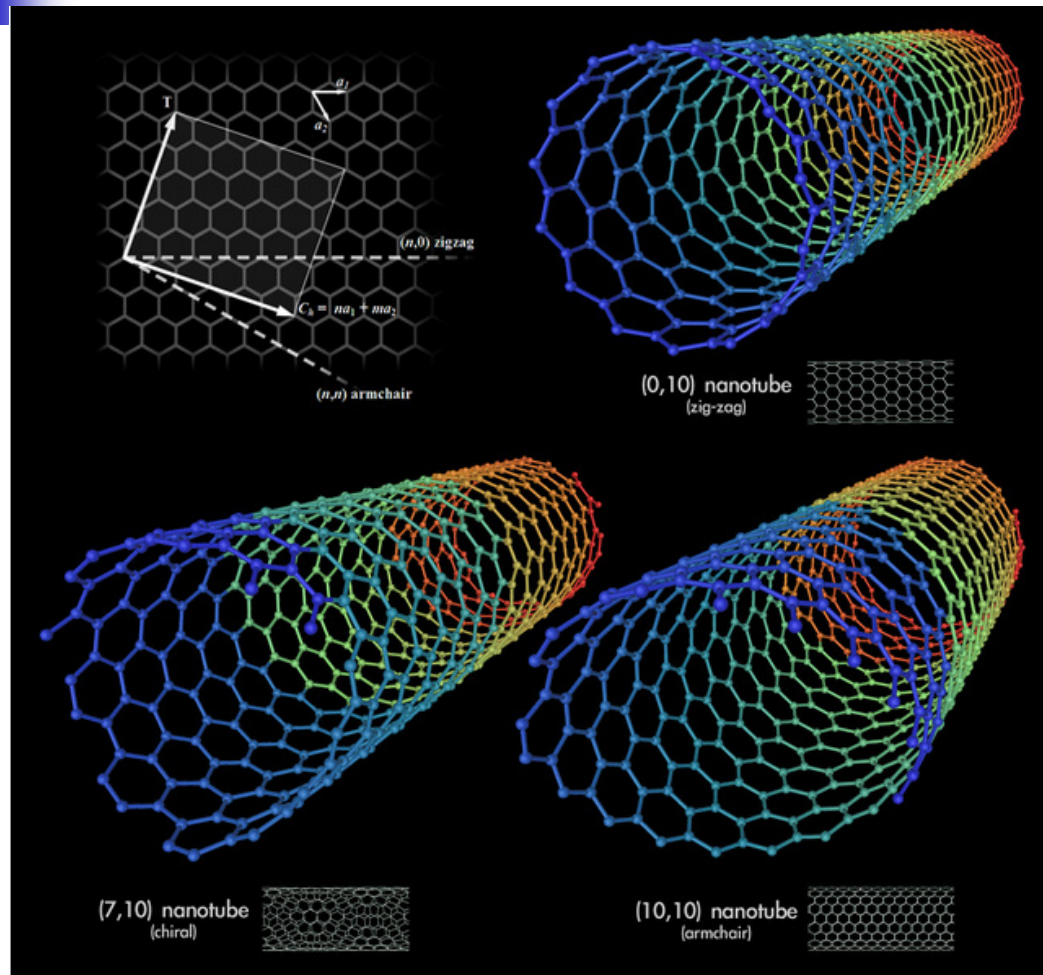 a₁
T
a₂
(n,0) zigzag
Cₕ = na₁ + ma₂
(n,n) armchair
(0,10) nanotube
(zig-zag)
(7,10) nanotube
(chiral)
(10,10) nanotube
(armchair)